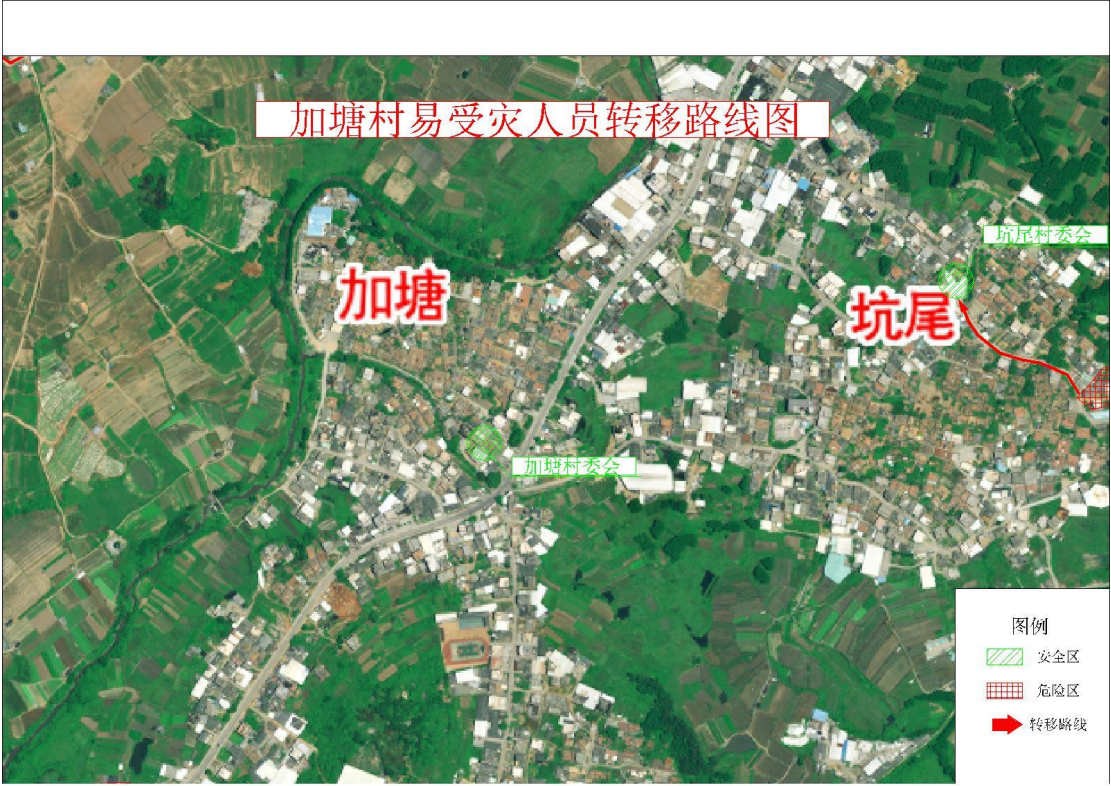 加塘村易受灾人员转移路线图
坑尾村委会
加塘
坑尾
加塘村委会
图例
安全区
危险区
转移路线